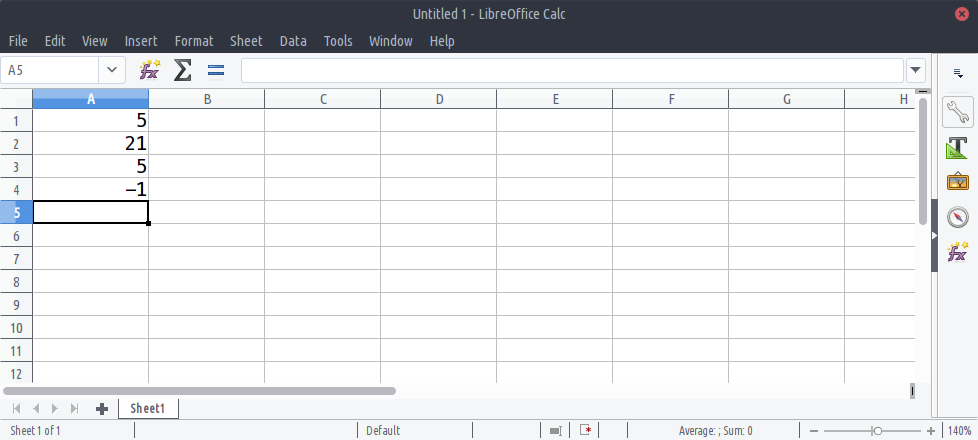 Untitled 1 - LibreOffice Calc
File Edit View Insert Format Sheet Data Tools Window Help
A5
A B C D E F G H
1 5
2 21
3 5
4 −1
5
6
7
8
9
10
11
12
Sheet1
Sheet 1 of 1 Default Average: ; Sum: 0 140%